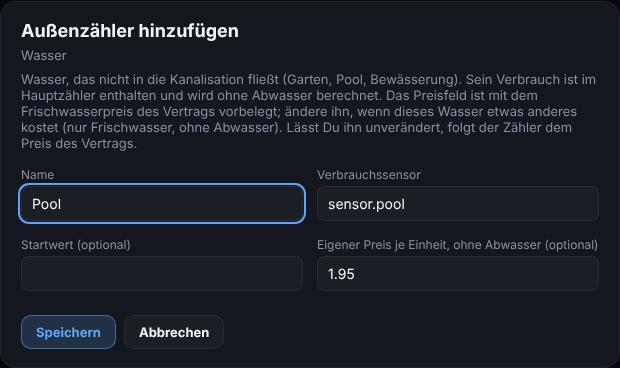 Außenzähler hinzufügen
Wasser
Wasser, das nicht in die Kanalisation fließt (Garten, Pool, Bewässerung). Sein Verbrauch ist im
Hauptzähler enthalten und wird ohne Abwasser berechnet. Das Preisfeld ist mit dem
Frischwasserpreis des Vertrags vorbelegt; ändere ihn, wenn dieses Wasser etwas anderes
kostet (nur Frischwasser, ohne Abwasser). Lässt Du ihn unverändert, folgt der Zähler dem
Preis des Vertrags.
Name
Verbrauchssensor
Pool
sensor.pool
Startwert (optional)
Eigener Preis je Einheit, ohne Abwasser (optional)
1.95
Speichern
Abbrechen